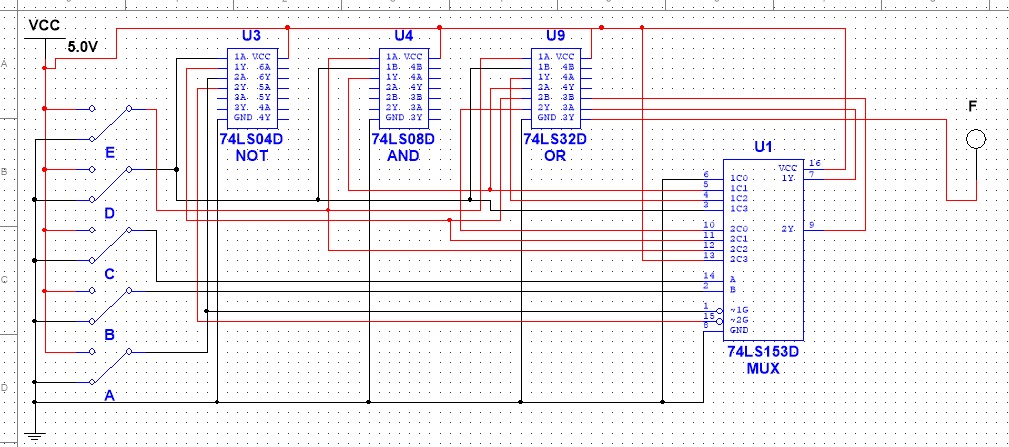 VCC
5.0V
U3
1A VCC
1B 6A
1Y 6Y
2A 5A
2Y 5Y
3A 4A
3Y
GND 4Y
74LS04D
NOT
U4
1A VCC
1B 4B
1Y 4A
2A 4Y
2B 3B
2Y 3A
GND 3Y
74LS08D
AND
U9
1A VCC
1B 4B
1Y 4A
2A 4Y
2B 3B
2Y 3A
GND 3Y
74LS32D
OR
F
U1
VCC 16
6 1C0 1Y 7
5 1C1
4 1C2
3 1C3
10 2C0 2Y 9
11 2C1
12 2C2
13 2C3
14 A
2 B
1 ~1G
15 ~2G
8 GND
74LS153D
MUX
E
D
C
B
A
A
B
C
D